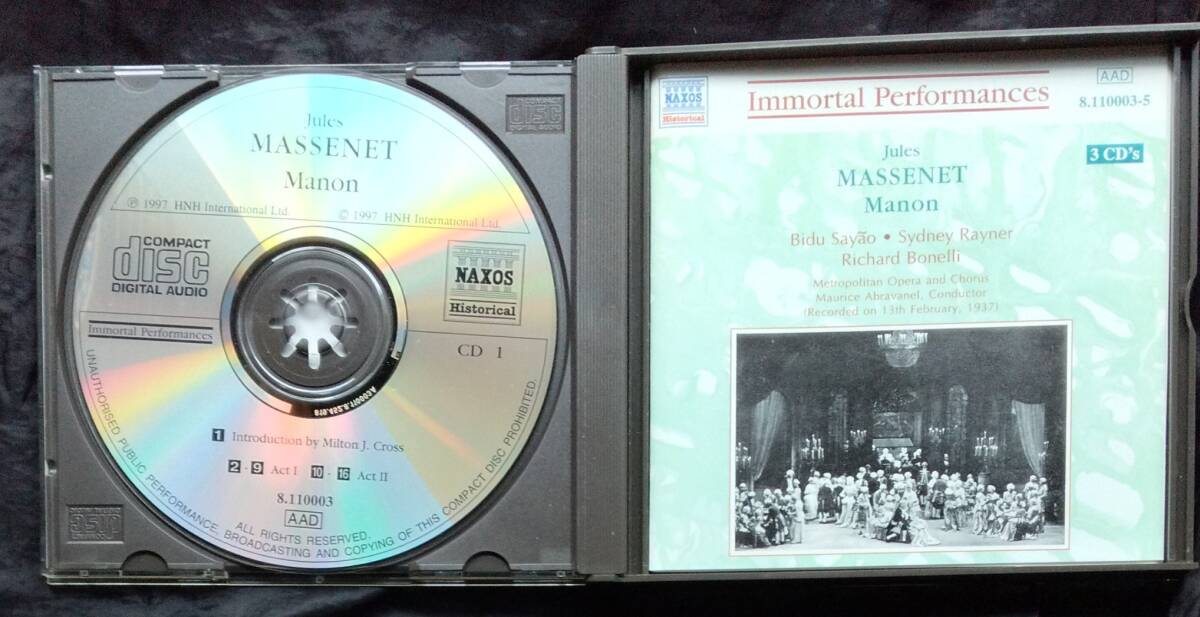 Jules
MASSENET
Manon
℗ 1997 HNH International Ltd.
© 1997 HNH International Ltd.
COMPACT
disc
DIGITAL AUDIO
NAXOS
Historical
Immortal Performances
CD 1
1 Introduction by Milton J. Cross
2 - 9 Act I 10 - 16 Act II
8.110003
AAD
ALL RIGHTS RESERVED.
UNAUTHORISED PUBLIC PERFORMANCE, BROADCASTING AND COPYING OF THIS COMPACT DISC PROHIBITED.
disc
NAXOS
Historical
Immortal Performances
AAD
8.110003-5
Jules
MASSENET
Manon
3 CD's
Bidu Sayão • Sydney Rayner
Richard Bonelli
Metropolitan Opera and Chorus
Maurice Abravanel, Conductor
(Recorded on 13th February, 1937)